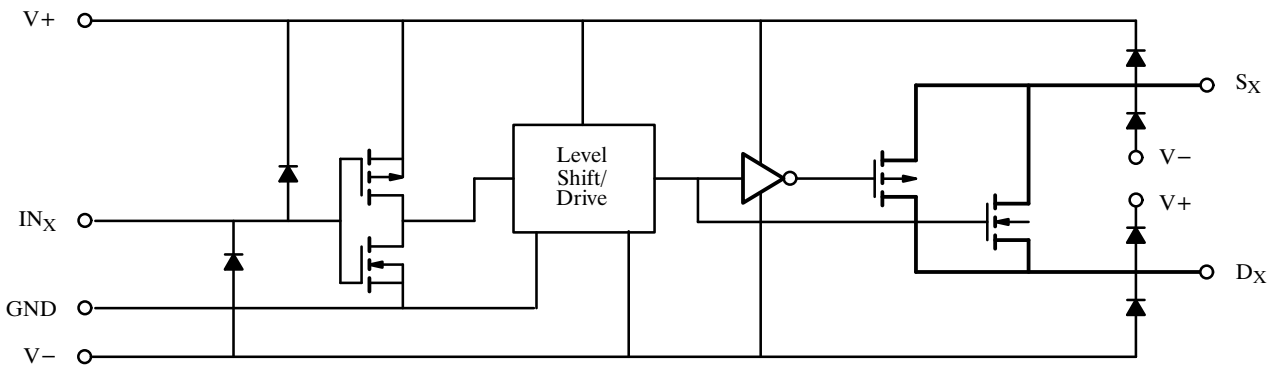 V+
S_X
Level
Shift/
Drive
V−
V+
IN_X
D_X
GND
V−